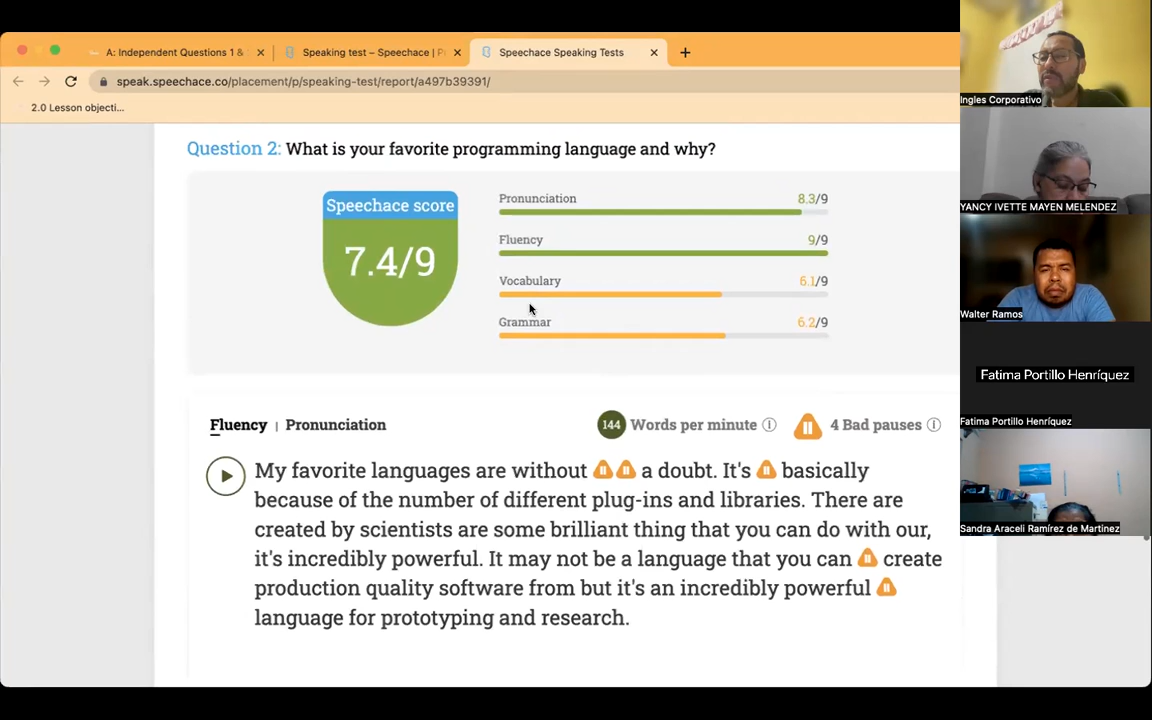 A: Independent Questions 1 &
Speaking test – Speechace | P
Speechace Speaking Tests
speak.speechace.co/placement/p/speaking-test/report/a497b39391/
2.0 Lesson objecti...
Question 2: What is your favorite programming language and why?
Speechace score
7.4/9
Pronunciation 8.3/9
Fluency 9/9
Vocabulary 6.1/9
Grammar 6.2/9
Fluency | Pronunciation
144 Words per minute
4 Bad pauses
My favorite languages are without a doubt. It's basically
because of the number of different plug-ins and libraries. There are
created by scientists are some brilliant thing that you can do with our,
it's incredibly powerful. It may not be a language that you can create
production quality software from but it's an incredibly powerful
language for prototyping and research.
Ingles Corporativo
YANCY IVETTE MAYEN MELENDEZ
Walter Ramos
Fatima Portillo Henríquez
Fatima Portillo Henríquez
Sandra Araceli Ramírez de Martinez